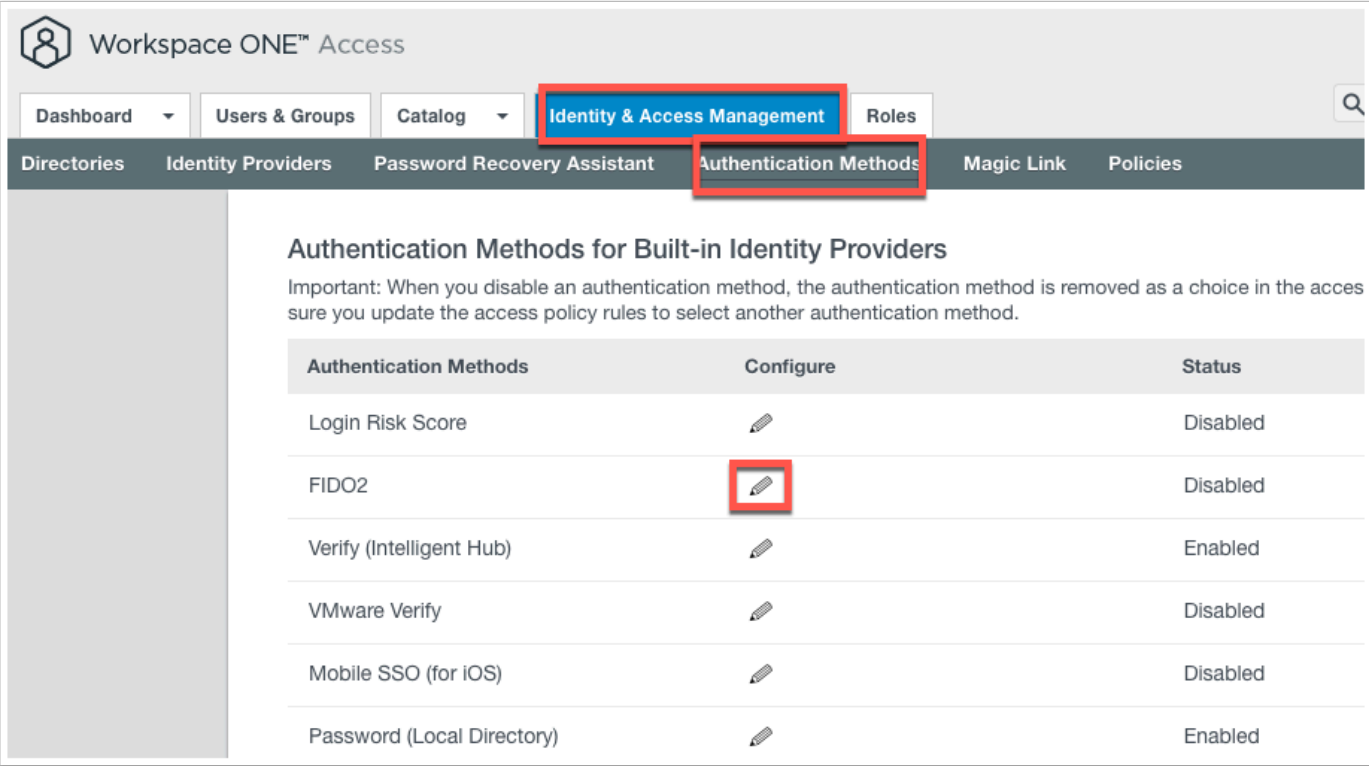 Workspace ONE™ Access
Dashboard Users & Groups Catalog Identity & Access Management Roles
Directories Identity Providers Password Recovery Assistant Authentication Methods Magic Link Policies
Authentication Methods for Built-in Identity Providers
Important: When you disable an authentication method, the authentication method is removed as a choice in the acces
sure you update the access policy rules to select another authentication method.
Authentication Methods Configure Status
Login Risk Score Disabled
FIDO2 Disabled
Verify (Intelligent Hub) Enabled
VMware Verify Disabled
Mobile SSO (for iOS) Disabled
Password (Local Directory) Enabled